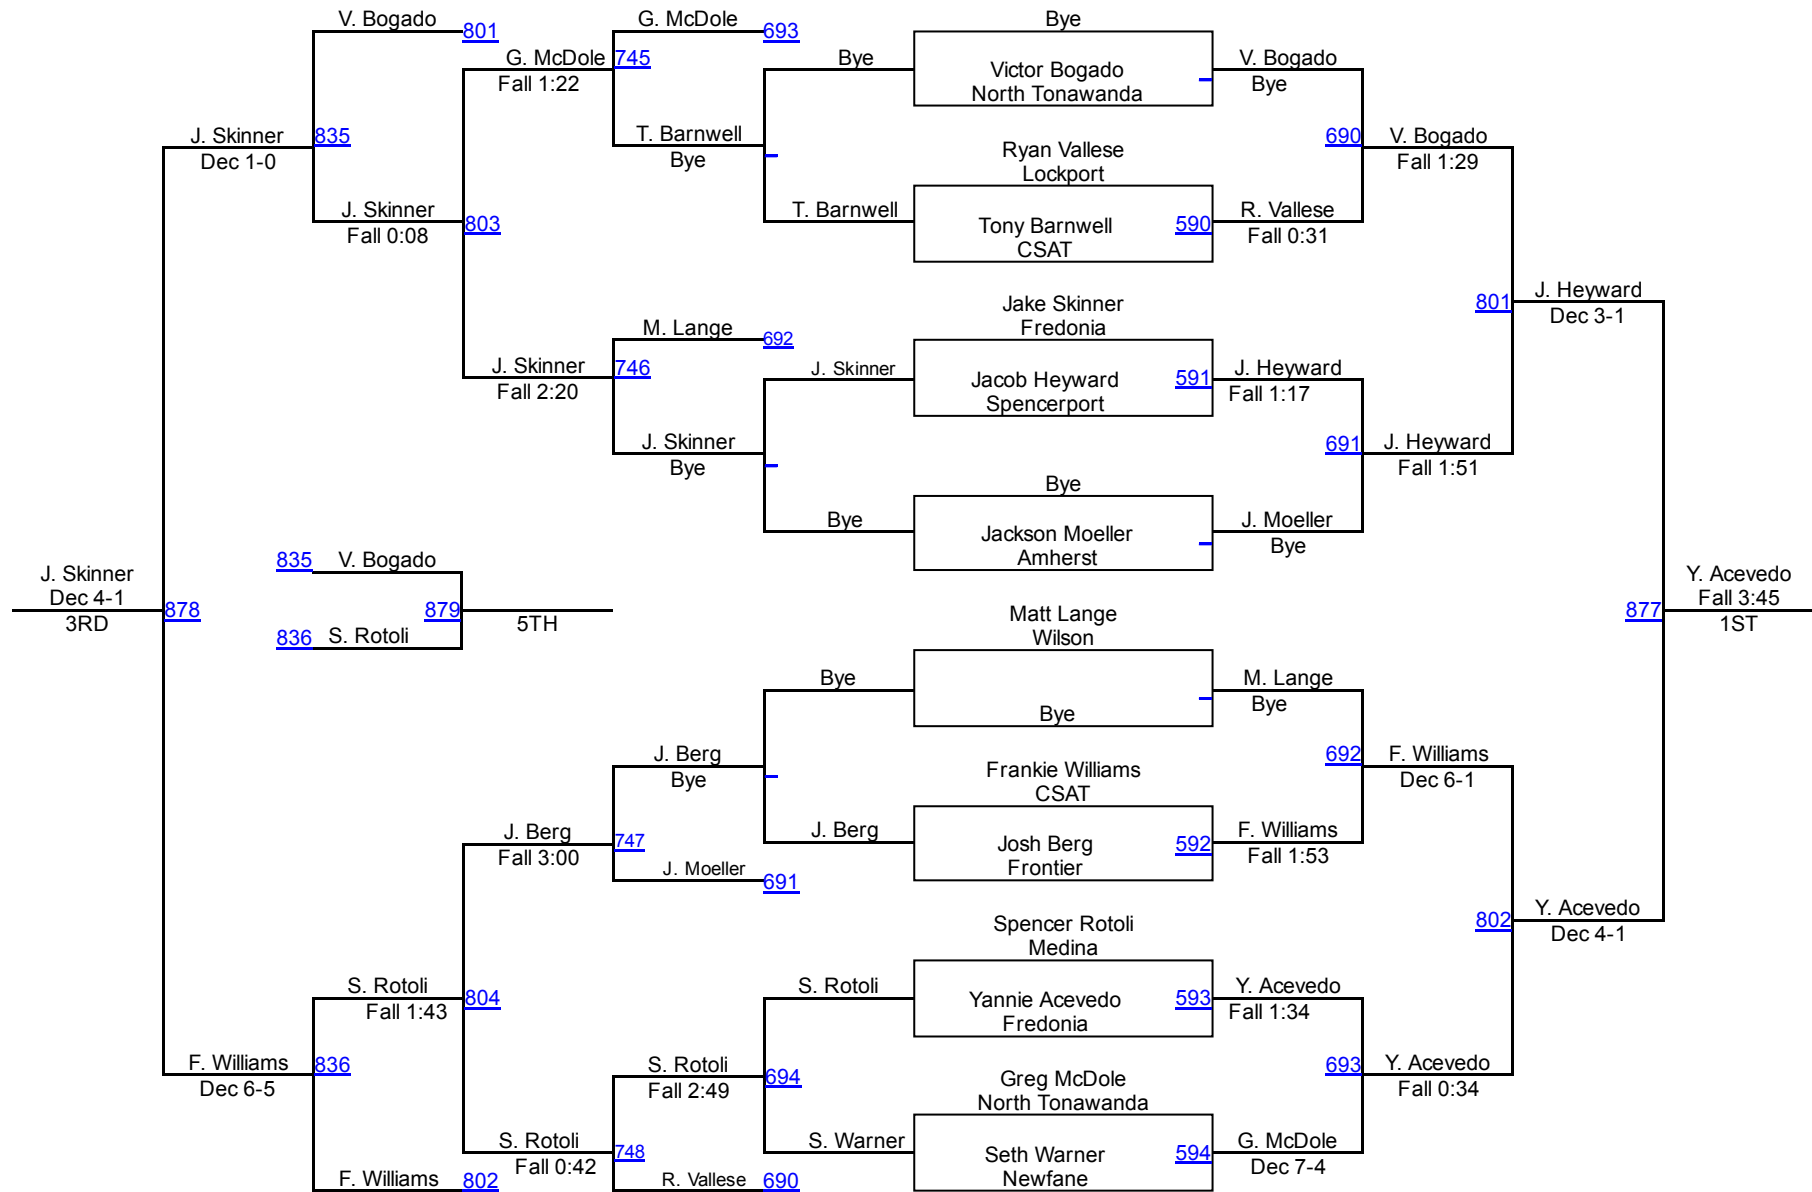 V. Bogado
801
G. McDole
693
Bye
G. McDole
745
Fall 1:22
Bye
Victor Bogado
North Tonawanda
V. Bogado
Bye
J. Skinner
835
Dec 1-0
T. Barnwell
Bye
Ryan Vallese
Lockport
690
V. Bogado
Fall 1:29
J. Skinner
803
Fall 0:08
T. Barnwell
Tony Barnwell
CSAT
590
R. Vallese
Fall 0:31
Jake Skinner
Fredonia
801
J. Heyward
Dec 3-1
M. Lange
692
J. Skinner
746
Fall 2:20
J. Skinner
Jacob Heyward
Spencerport
591
J. Heyward
Fall 1:17
J. Skinner
Bye
691
J. Heyward
Fall 1:51
Bye
Bye
Jackson Moeller
Amherst
J. Moeller
Bye
835
V. Bogado
J. Skinner
Dec 4-1
3RD
878
879
5TH
836
S. Rotoli
Matt Lange
Wilson
877
Y. Acevedo
Fall 3:45
1ST
Bye
Bye
M. Lange
Bye
J. Berg
Bye
Frankie Williams
CSAT
692
F. Williams
Dec 6-1
J. Berg
747
Fall 3:00
J. Berg
Josh Berg
Frontier
592
F. Williams
Fall 1:53
J. Moeller
691
Spencer Rotoli
Medina
802
Y. Acevedo
Dec 4-1
S. Rotoli
804
Fall 1:43
S. Rotoli
Yannie Acevedo
Fredonia
593
Y. Acevedo
Fall 1:34
F. Williams
836
Dec 6-5
S. Rotoli
694
Fall 2:49
Greg McDole
North Tonawanda
693
Y. Acevedo
Fall 0:34
S. Rotoli
748
Fall 0:42
S. Warner
Seth Warner
Newfane
594
G. McDole
Dec 7-4
F. Williams
802
R. Vallese
690